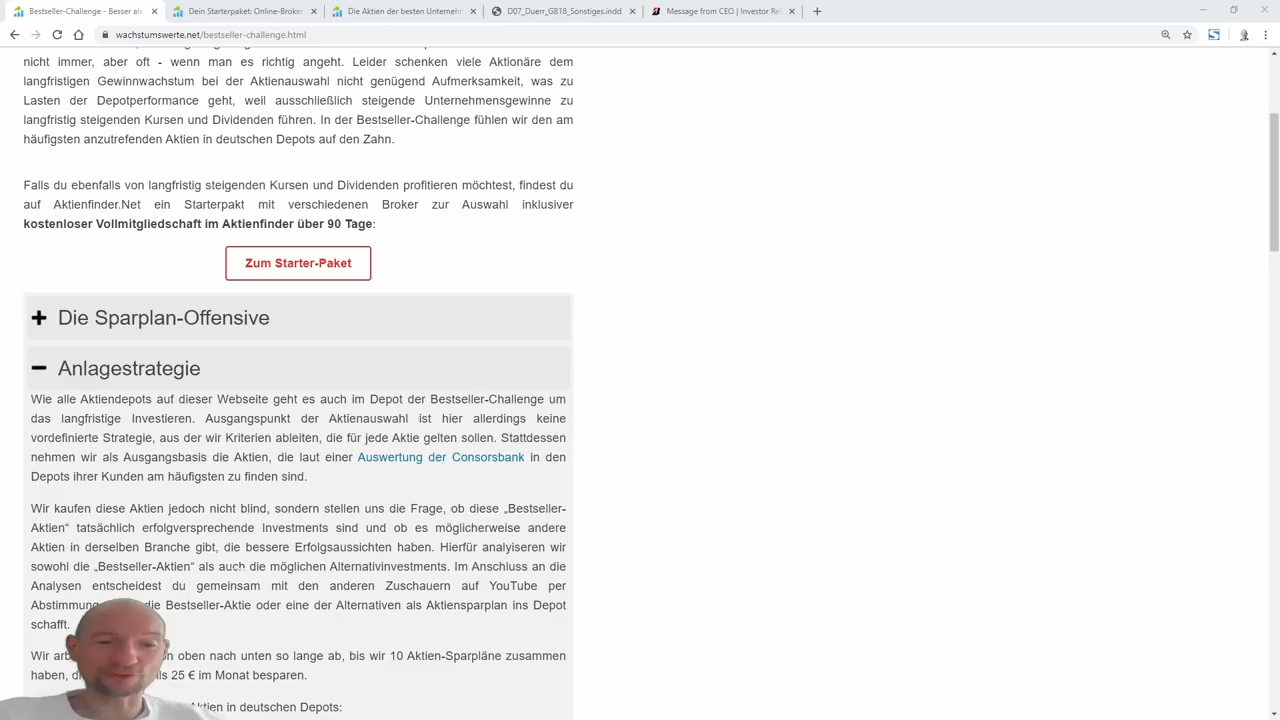 Bestseller-Challenge - Besser als
Dein Starterpaket: Online-Broker
Die Aktien der besten Unternehm
D07_Duerr_GB18_Sonstiges.indd
Message from CEO | Investor Rel
wachstumswerte.net/bestseller-challenge.html
nicht immer, aber oft - wenn man es richtig angeht. Leider schenken viele Aktionäre dem
langfristigen Gewinnwachstum bei der Aktienauswahl nicht genügend Aufmerksamkeit, was zu
Lasten der Depotperformance geht, weil ausschließlich steigende Unternehmensgewinne zu
langfristig steigenden Kursen und Dividenden führen. In der Bestseller-Challenge fühlen wir den am
häufigsten anzutreffenden Aktien in deutschen Depots auf den Zahn.
Falls du ebenfalls von langfristig steigenden Kursen und Dividenden profitieren möchtest, findest du
auf Aktienfinder.Net ein Starterpakt mit verschiedenen Broker zur Auswahl inklusiver
kostenloser Vollmitgliedschaft im Aktienfinder über 90 Tage:
Zum Starter-Paket
Die Sparplan-Offensive
Anlagestrategie
Wie alle Aktiendepots auf dieser Webseite geht es auch im Depot der Bestseller-Challenge um
das langfristige Investieren. Ausgangspunkt der Aktienauswahl ist hier allerdings keine
vordefinierte Strategie, aus der wir Kriterien ableiten, die für jede Aktie gelten sollen. Stattdessen
nehmen wir als Ausgangsbasis die Aktien, die laut einer Auswertung der Consorsbank in den
Depots ihrer Kunden am häufigsten zu finden sind.
Wir kaufen diese Aktien jedoch nicht blind, sondern stellen uns die Frage, ob diese „Bestseller-
Aktien“ tatsächlich erfolgversprechende Investments sind und ob es möglicherweise andere
Aktien in derselben Branche gibt, die bessere Erfolgsaussichten haben. Hierfür analyiseren wir
sowohl die „Bestseller-Aktien“ als auch die möglichen Alternativinvestments. Im Anschluss an die
Analysen entscheidest du gemeinsam mit den anderen Zuschauern auf YouTube per
Abstimmung die Bestseller-Aktie oder eine der Alternativen als Aktiensparplan ins Depot
schafft.
Wir oben nach unten so lange ab, bis wir 10 Aktien-Sparpläne zusammen
haben, 25 € im Monat besparen.
Aktien in deutschen Depots: